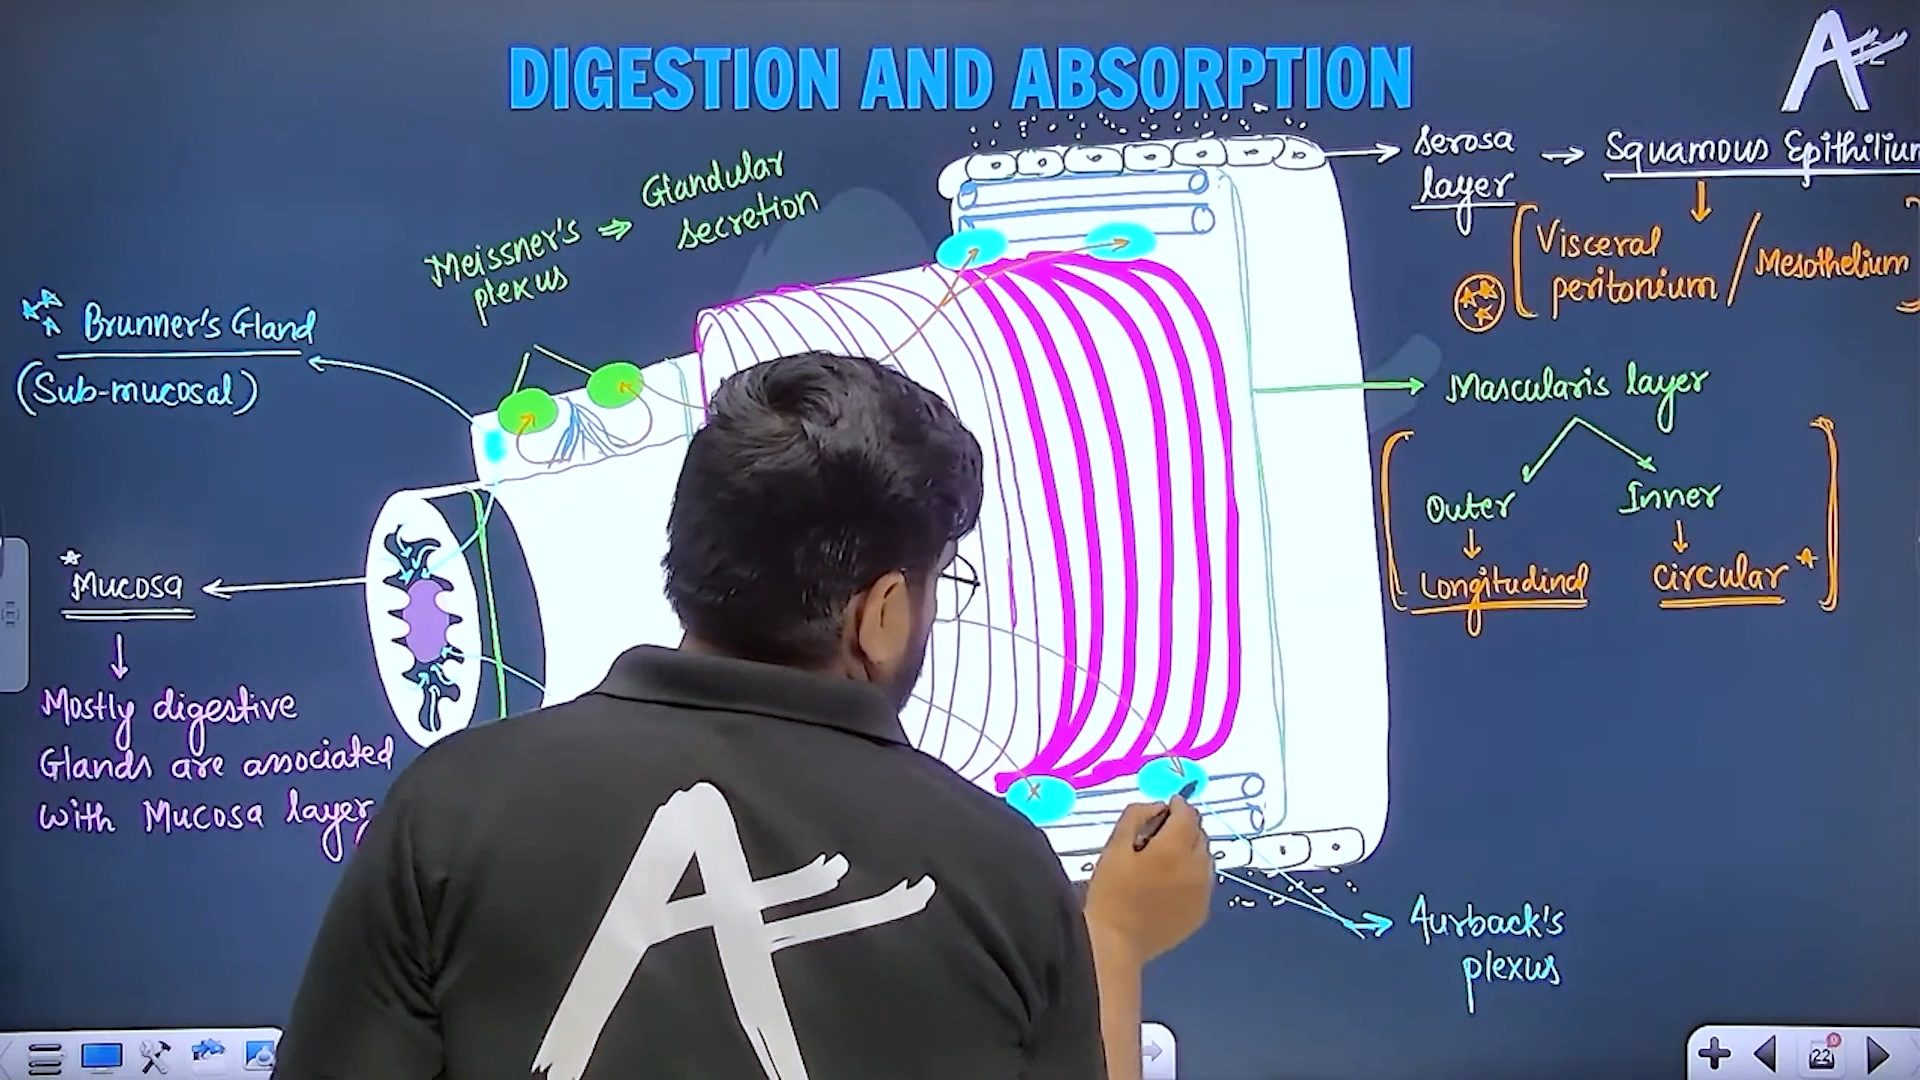 DIGESTION AND ABSORPTION
Serosa
layer
Squamous Epithilium
Visceral
peritonium / Mesothelium
Glandular
secretion
Meissner's ⇒
plexus
Brunner's Gland
(Sub-mucosal)
Mascularis layer
Outer
Inner
Longitudinal
Circular
Mucosa
Mostly digestive
Glands are associated
with Mucosa layer,
Aurback's
plexus
22